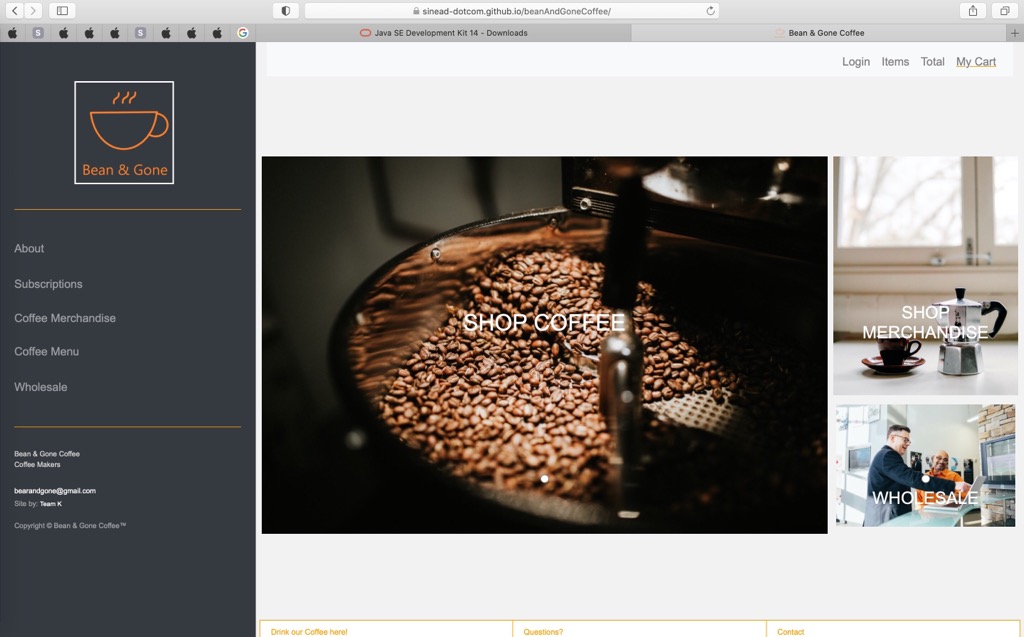 sinead-dotcom.github.io/beanAndGoneCoffee/
S
S
Java SE Development Kit 14 - Downloads
Bean & Gone Coffee
Login Items Total My Cart
Bean & Gone
About
Subscriptions
Coffee Merchandise
Coffee Menu
Wholesale
Bean & Gone Coffee
Coffee Makers
bearandgone@gmail.com
Site by: Team K
Copyright © Bean & Gone Coffee™
SHOP COFFEE
SHOP
MERCHANDISE
WHOLESALE
Drink our Coffee here!
Questions?
Contact